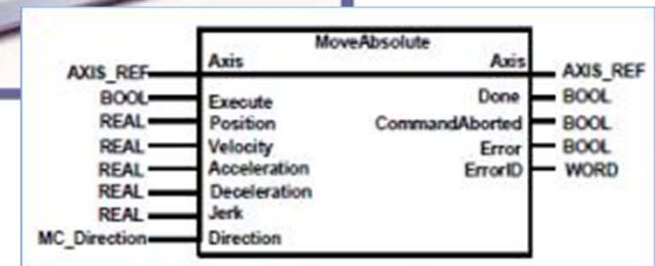 MoveAbsolute
AXIS_REF Axis Axis AXIS_REF
BOOL Execute Done BOOL
REAL Position CommandAborted BOOL
REAL Velocity Error BOOL
REAL Acceleration ErrorID WORD
REAL Deceleration
REAL Jerk
MC_Direction Direction